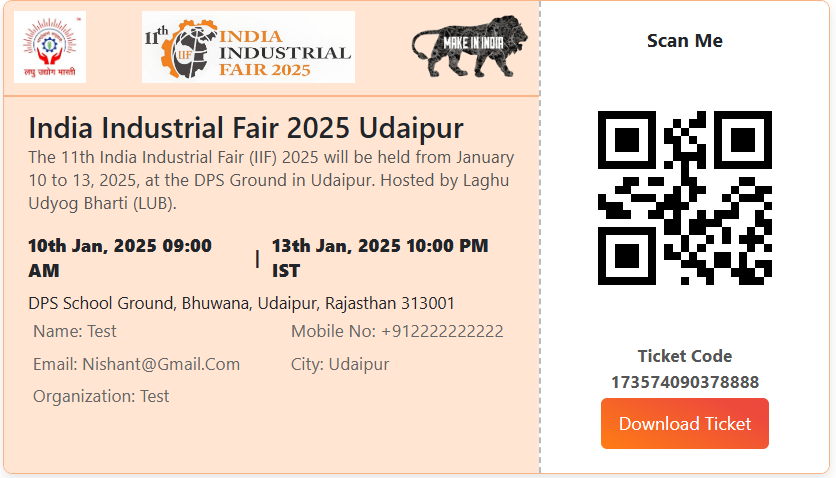 लघु उद्योग भारती
™
11th INDIA
INDUSTRIAL
FAIR 2025
IIF
MAKE IN INDIA
India Industrial Fair 2025 Udaipur
The 11th India Industrial Fair (IIF) 2025 will be held from January
10 to 13, 2025, at the DPS Ground in Udaipur. Hosted by Laghu
Udyog Bharti (LUB).
10th Jan, 2025 09:00
AM
|
13th Jan, 2025 10:00 PM
IST
DPS School Ground, Bhuwana, Udaipur, Rajasthan 313001
Name: Test
Mobile No: +912222222222
Email: Nishant@Gmail.Com
City: Udaipur
Organization: Test
Scan Me
Ticket Code
173574090378888
Download Ticket